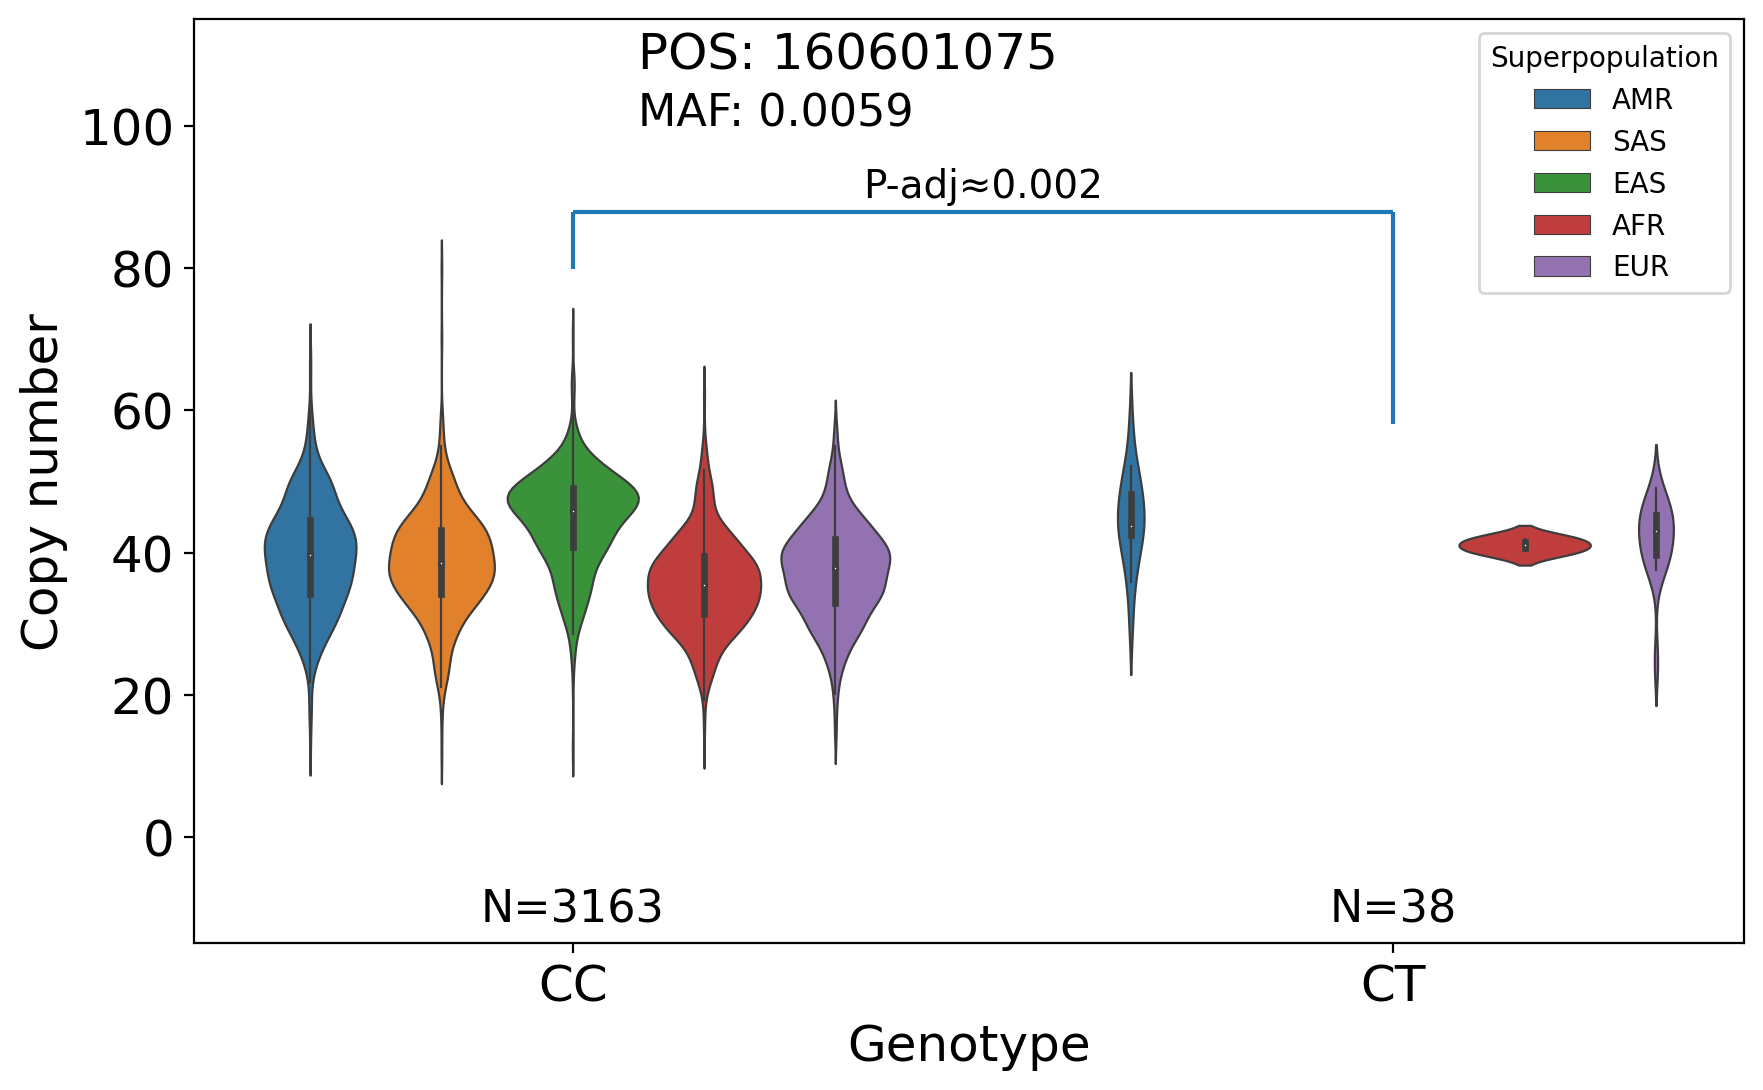 POS: 160601075
MAF: 0.0059
P-adj≈0.002
Superpopulation
AMR
SAS
EAS
AFR
EUR
Copy number
100
80
60
40
20
0
N=3163
N=38
CC
CT
Genotype